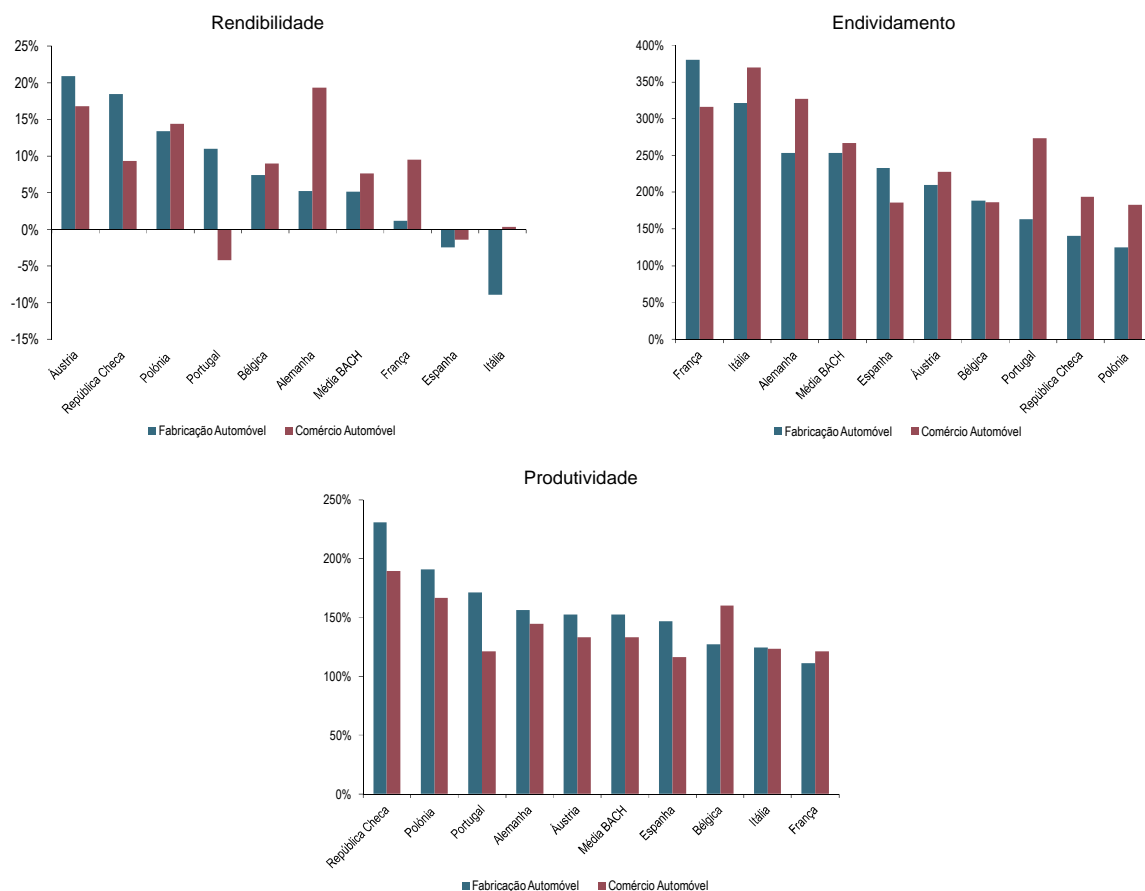 Rendibilidade
25%
20%
15%
10%
5%
0%
-5%
-10%
-15%
Áustria
República Checa
Polónia
Portugal
Bélgica
Alemanha
Média BACH
França
Espanha
Itália
Fabricação Automóvel
Comércio Automóvel
Endividamento
400%
350%
300%
250%
200%
150%
100%
50%
0%
França
Itália
Alemanha
Média BACH
Espanha
Áustria
Bélgica
Portugal
República Checa
Polónia
Fabricação Automóvel
Comércio Automóvel
Produtividade
250%
200%
150%
100%
50%
0%
República Checa
Polónia
Portugal
Alemanha
Áustria
Média BACH
Espanha
Bélgica
Itália
França
Fabricação Automóvel
Comércio Automóvel